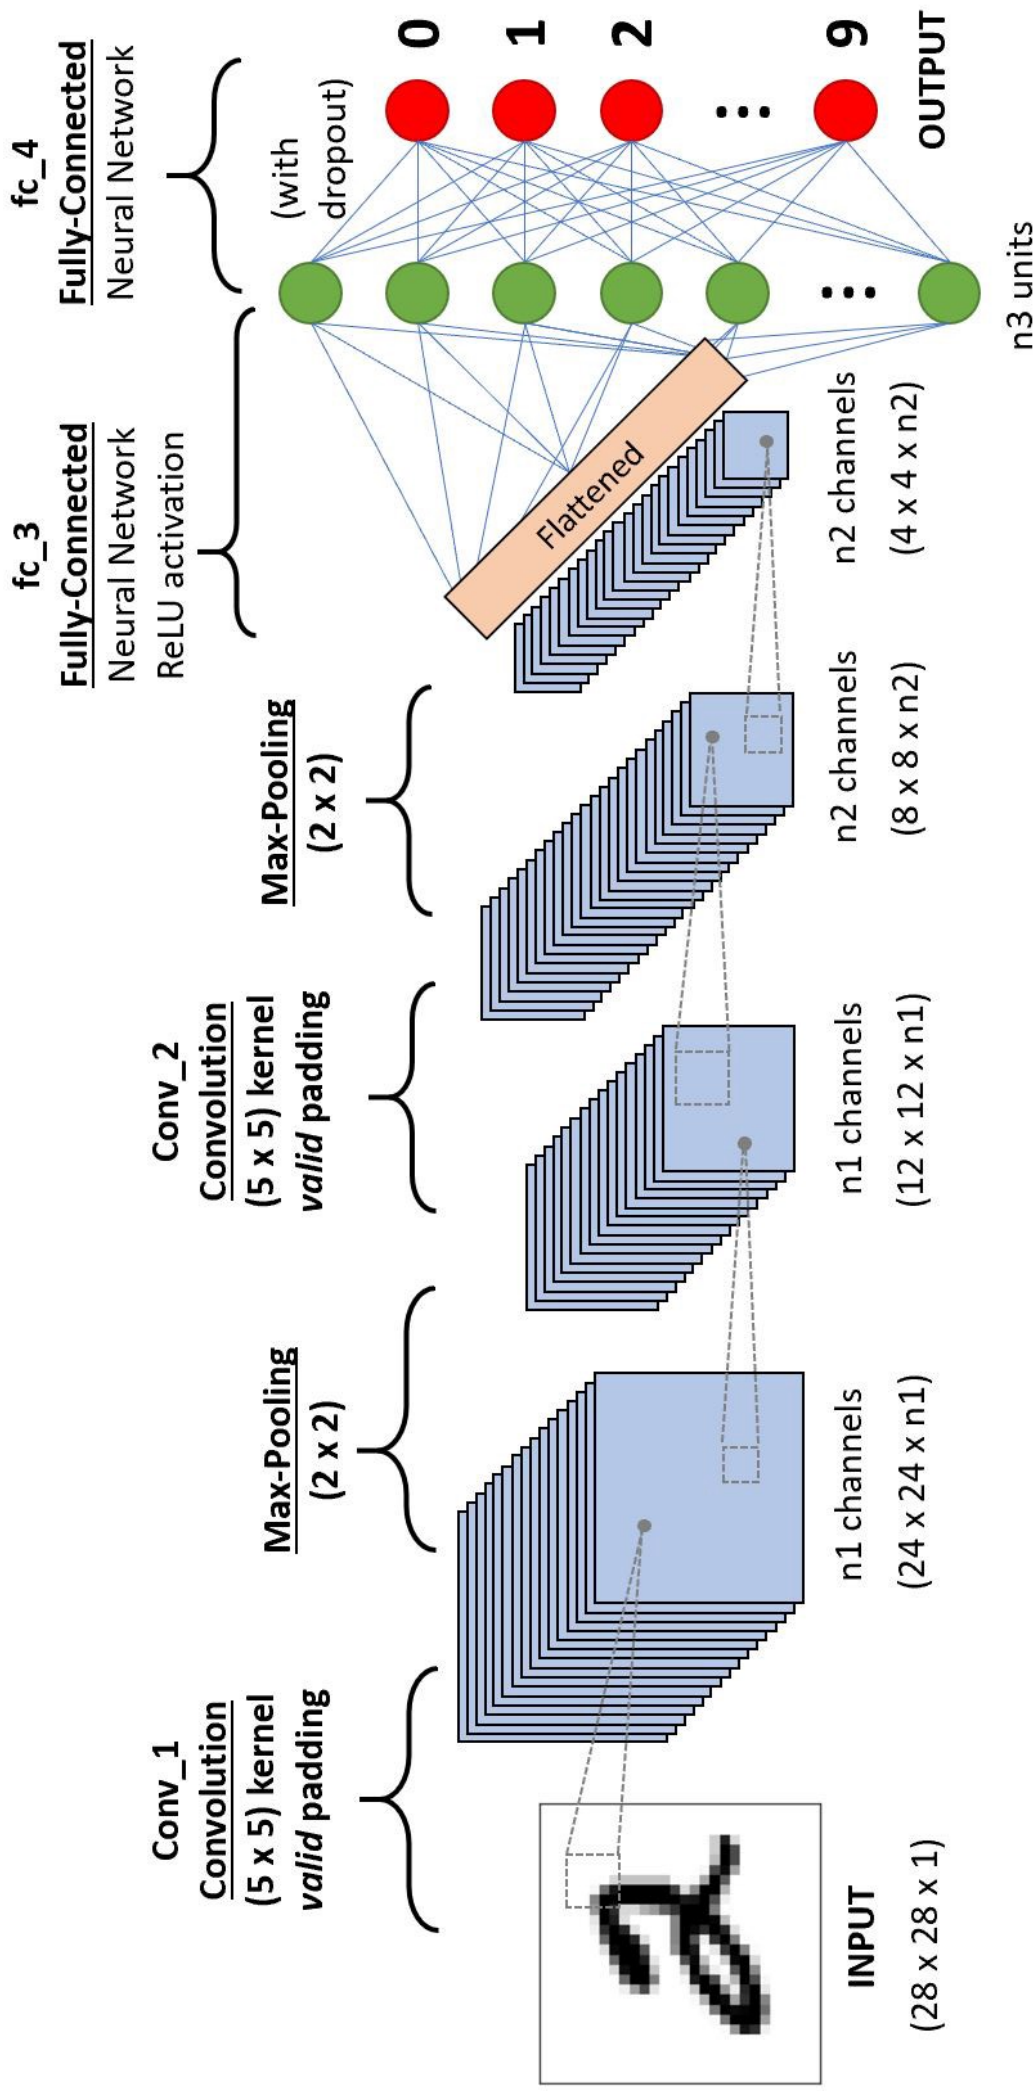 Conv_1
Convolution
(5 x 5) kernel
valid padding
Max-Pooling
(2 x 2)
Conv_2
Convolution
(5 x 5) kernel
valid padding
Max-Pooling
(2 x 2)
fc_3
Fully-Connected
Neural Network
ReLU activation
fc_4
Fully-Connected
Neural Network
(with
dropout)
Flattened
0
1
2
9
OUTPUT
INPUT
(28 x 28 x 1)
n1 channels
(24 x 24 x n1)
n1 channels
(12 x 12 x n1)
n2 channels
(8 x 8 x n2)
n2 channels
(4 x 4 x n2)
n3 units
2